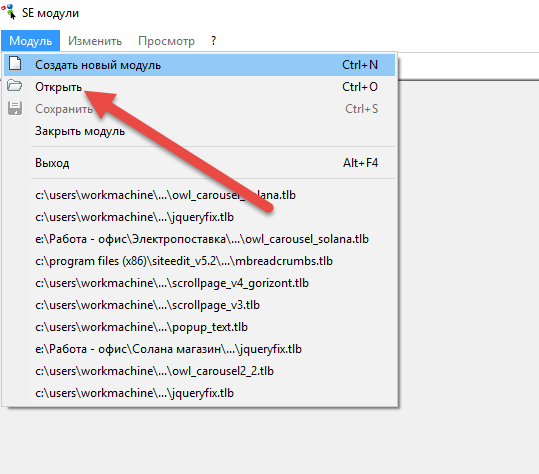 SE модули
Модуль Изменить Просмотр ?
Создать новый модуль Ctrl+N
Открыть Ctrl+O
Сохранить Ctrl+S
Закрыть модуль
Выход Alt+F4
c:\users\workmachine\...\owl_carousel_solana.tlb
c:\users\workmachine\...\jqueryfix.tlb
e:\Работа - офис\Электропоставка\...\owl_carousel_solana.tlb
c:\program files (x86)\siteedit_v5.2\...\mbreadcrumbs.tlb
c:\users\workmachine\...\scrollpage_v4_gorizont.tlb
c:\users\workmachine\...\scrollpage_v3.tlb
c:\users\workmachine\...\popup_text.tlb
e:\Работа - офис\Солана магазин\...\jqueryfix.tlb
c:\users\workmachine\...\owl_carousel2_2.tlb
c:\users\workmachine\...\jqueryfix.tlb